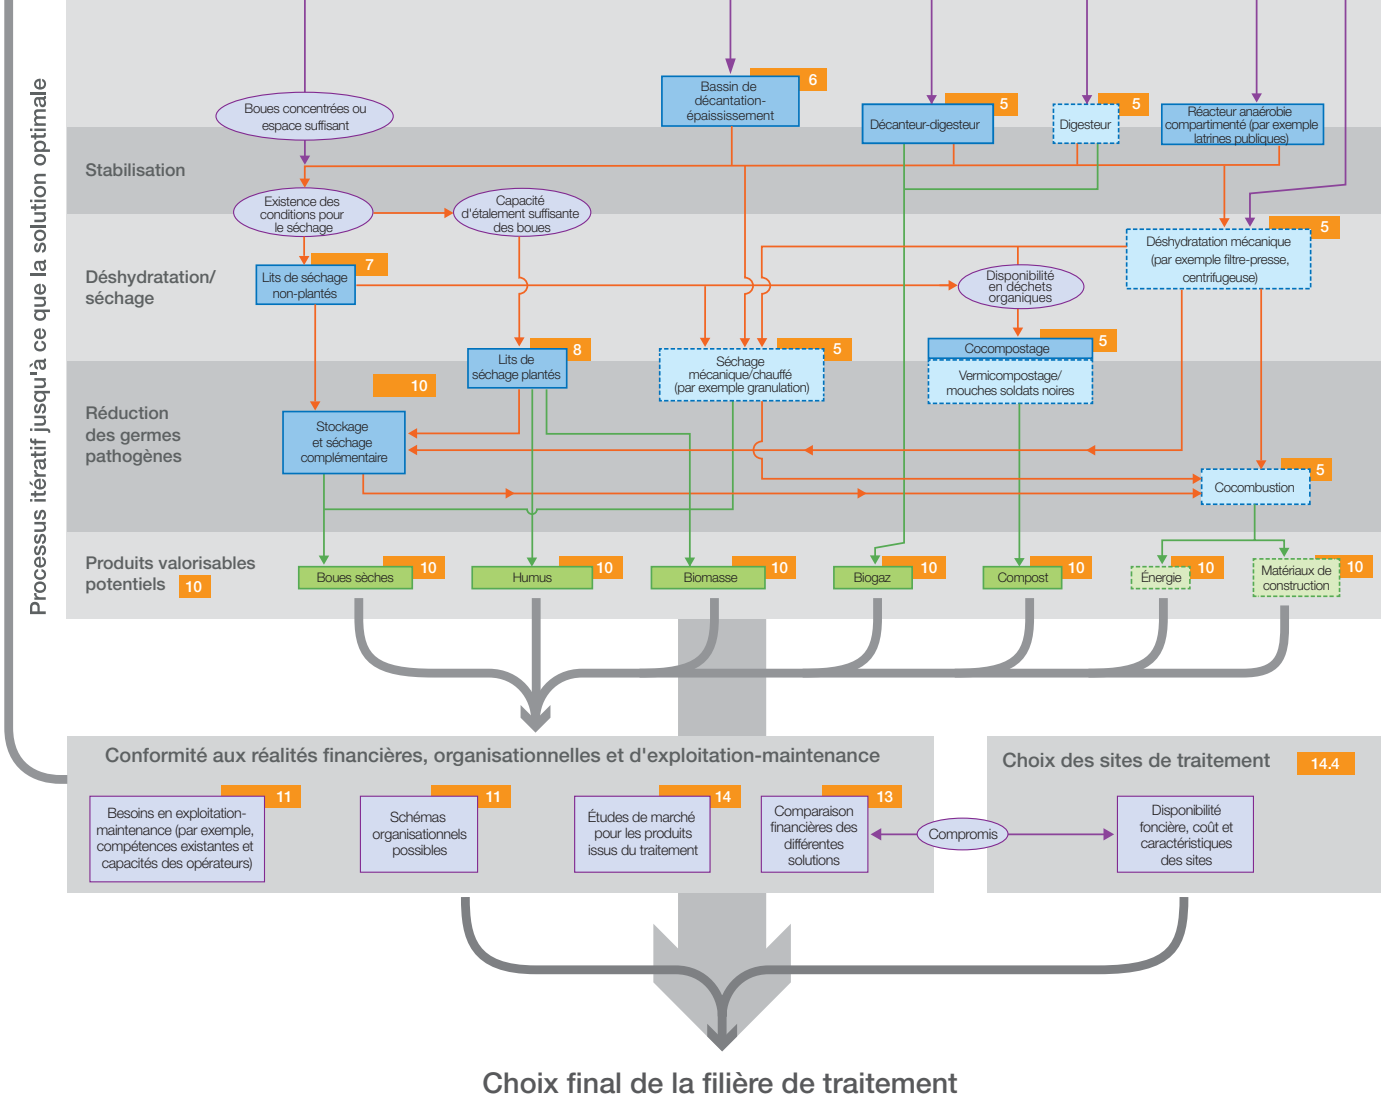 Processus itératif jusqu'à ce que la solution optimale
Boues concentrées ou
espace suffisant
6
Bassin de
décantation-
épaississement
5
Décanteur-digesteur
5
Digesteur
Réacteur anaérobie
compartimenté (par exemple
latrines publiques)
Stabilisation
Existence des
conditions pour
le séchage
Capacité
d'étalement suffisante
des boues
5
Déshydratation mécanique
(par exemple filtre-presse,
centrifugeuse)
Déshydratation/
séchage
7
Lits de séchage
non-plantés
Disponibilité
en déchets
organiques
8
Lits de
séchage plantés
5
Séchage
mécanique/chauffé
(par exemple granulation)
5
Cocompostage
Vermicompostage/
mouches soldats noires
Réduction
des germes
pathogènes
10
Stockage
et séchage
complémentaire
5
Cocombustion
Produits valorisables
potentiels 10
10
Boues sèches
10
Humus
10
Biomasse
10
Biogaz
10
Compost
10
Énergie
10
Matériaux de
construction
Conformité aux réalités financières, organisationnelles et d'exploitation-maintenance
11
Besoins en exploitation-
maintenance (par exemple,
compétences existantes et
capacités des opérateurs)
11
Schémas
organisationnels
possibles
14
Études de marché
pour les produits
issus du traitement
13
Comparaison
financières des
différentes
solutions
Compromis
Choix des sites de traitement 14.4
Disponibilité
foncière, coût et
caractéristiques
des sites
Choix final de la filière de traitement